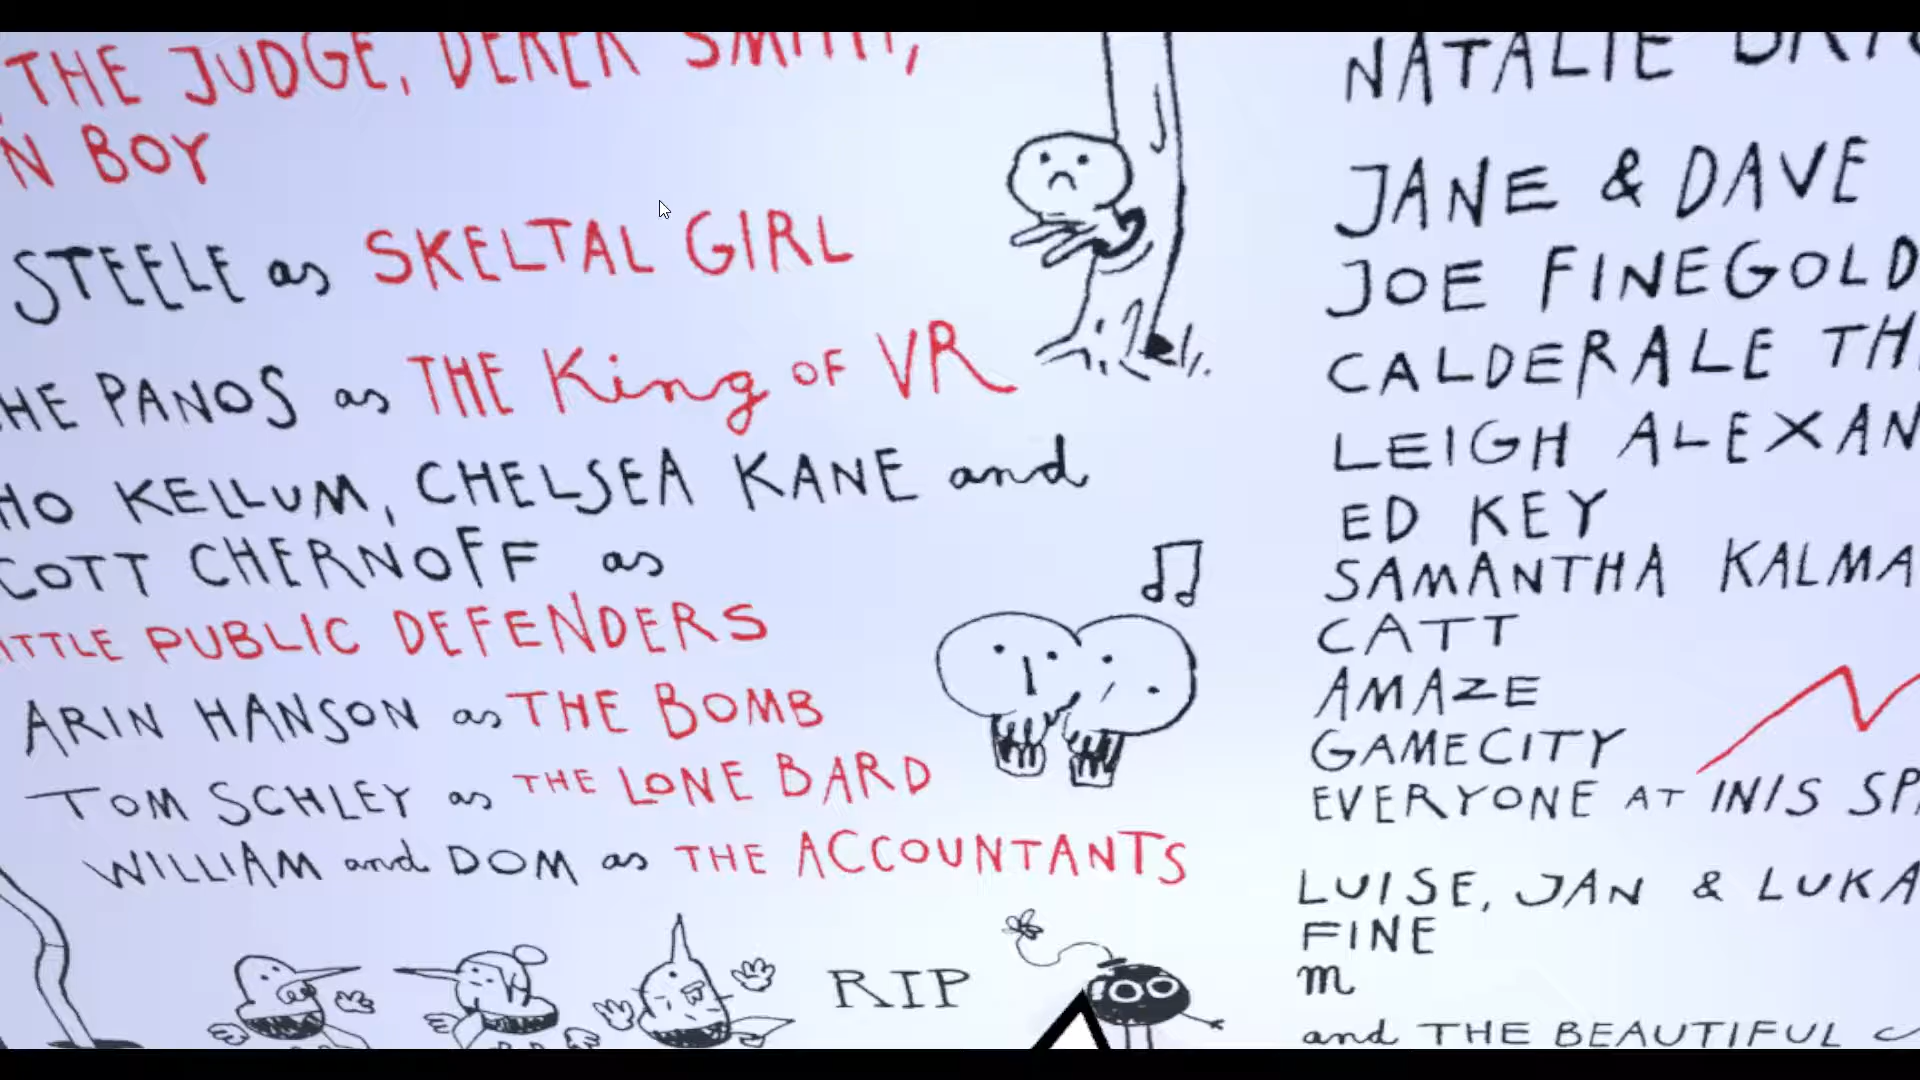 THE JUDGE, DEREK SMITH,
N BOY
STEELE as SKELTAL GIRL
HE PANOS as THE King OF VR
HO KELLUM, CHELSEA KANE and
COTT CHERNOFF as
ITTLE PUBLIC DEFENDERS
ARIN HANSON as THE BOMB
TOM SCHLEY as THE LONE BARD
WILLIAM and DOM as THE ACCOUNTANTS
RIP
NATALIE
JANE & DAVE
JOE FINEGOLD
CALDERALE TH
LEIGH ALEXAN
ED KEY
SAMANTHA KALMA
CATT
AMAZE
GAMECITY
EVERYONE AT INIS SP
LUISE, JAN & LUKA
FINE
m
and THE BEAUTIFUL